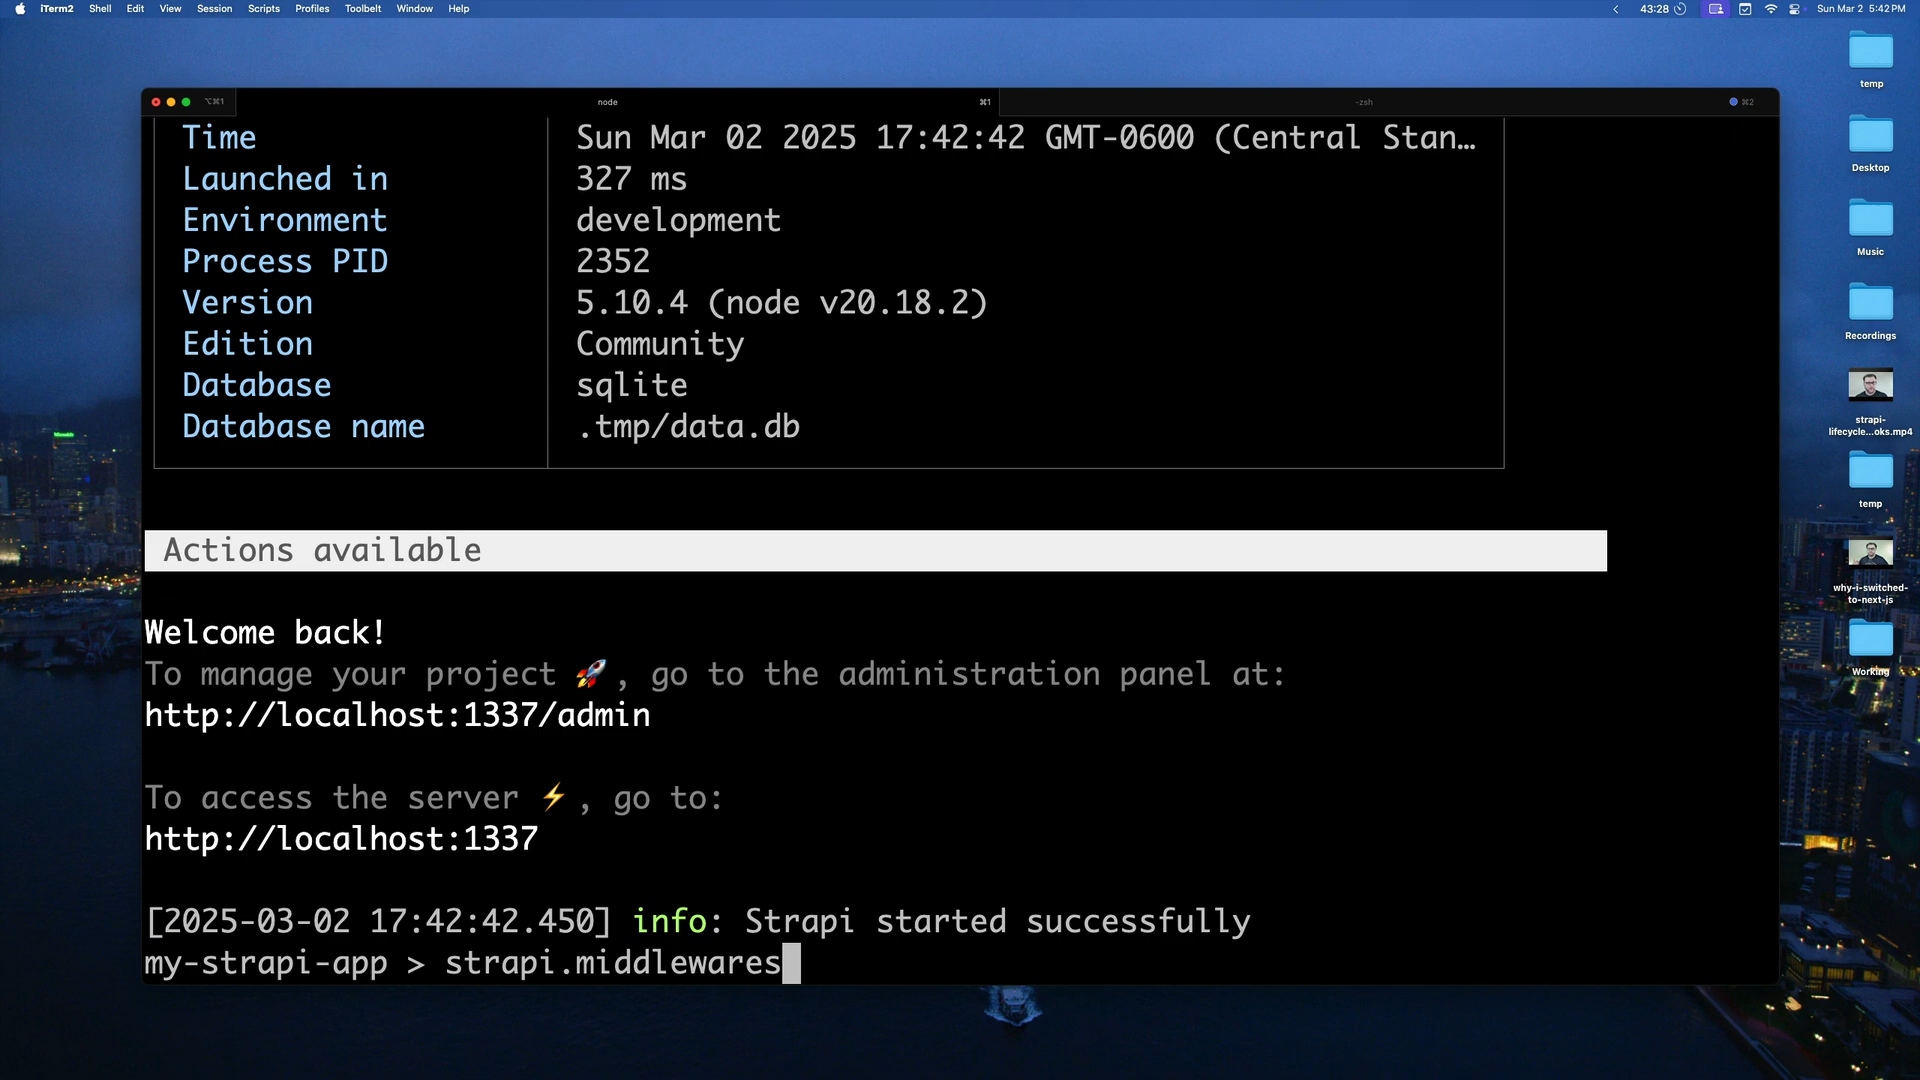 iTerm2 Shell Edit View Session Scripts Profiles Toolbelt Window Help 43:28 Sun Mar 2 5:42 PM
⌥⌘1 node ⌘1 -zsh ⌘2
Time Sun Mar 02 2025 17:42:42 GMT-0600 (Central Stan…
Launched in 327 ms
Environment development
Process PID 2352
Version 5.10.4 (node v20.18.2)
Edition Community
Database sqlite
Database name .tmp/data.db
Actions available
Welcome back!
To manage your project 🚀, go to the administration panel at:
http://localhost:1337/admin
To access the server ⚡, go to:
http://localhost:1337
[2025-03-02 17:42:42.450] info: Strapi started successfully
my-strapi-app > strapi.middlewares
temp
Desktop
Music
Recordings
strapi-
lifecycle...oks.mp4
temp
why-i-switched-
to-next-js
Working